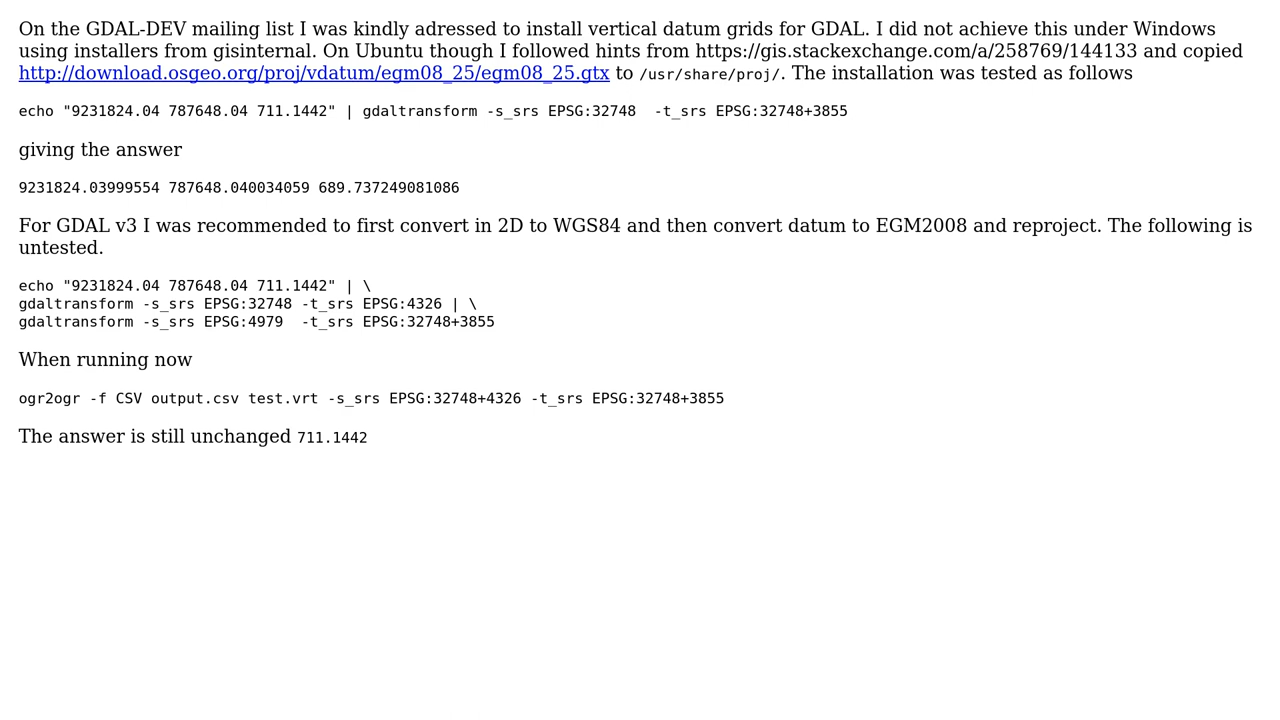 On the GDAL-DEV mailing list I was kindly adressed to install vertical datum grids for GDAL. I did not achieve this under Windows
using installers from gisinternal. On Ubuntu though I followed hints from https://gis.stackexchange.com/a/258769/144133 and copied
http://download.osgeo.org/proj/vdatum/egm08_25/egm08_25.gtx to /usr/share/proj/. The installation was tested as follows
echo "9231824.04 787648.04 711.1442" | gdaltransform -s_srs EPSG:32748  -t_srs EPSG:32748+3855
giving the answer
9231824.03999554 787648.040034059 689.737249081086
For GDAL v3 I was recommended to first convert in 2D to WGS84 and then convert datum to EGM2008 and reproject. The following is
untested.
echo "9231824.04 787648.04 711.1442" | \
gdaltransform -s_srs EPSG:32748 -t_srs EPSG:4326 | \
gdaltransform -s_srs EPSG:4979  -t_srs EPSG:32748+3855
When running now
ogr2ogr -f CSV output.csv test.vrt -s_srs EPSG:32748+4326 -t_srs EPSG:32748+3855
The answer is still unchanged 711.1442